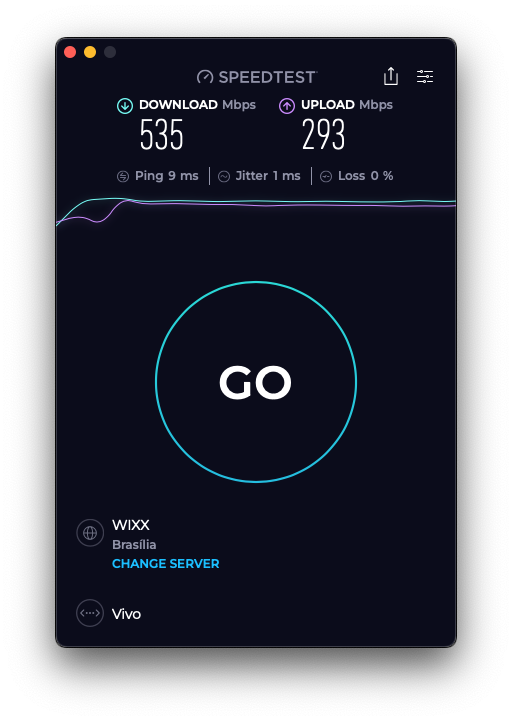 SPEEDTEST
DOWNLOAD Mbps UPLOAD Mbps
535 293
Ping 9 ms Jitter 1 ms Loss 0 %
GO
WIXX
Brasília
CHANGE SERVER
Vivo